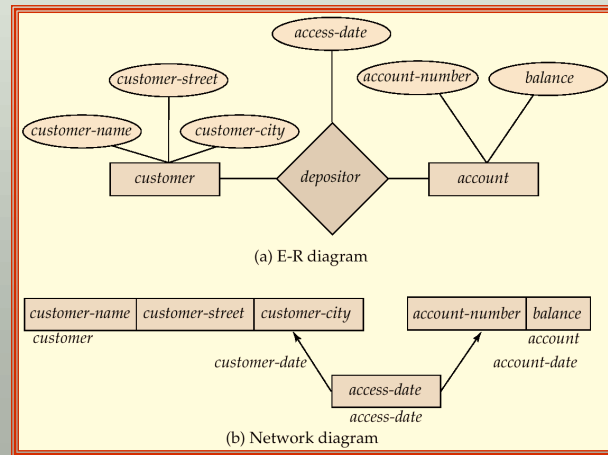 access-date
customer-street
account-number
balance
customer-name
customer-city
customer
depositor
account
(a) E-R diagram
customer-name customer-street customer-city
account-number balance
customer
account
customer-date
account-date
access-date
access-date
(b) Network diagram